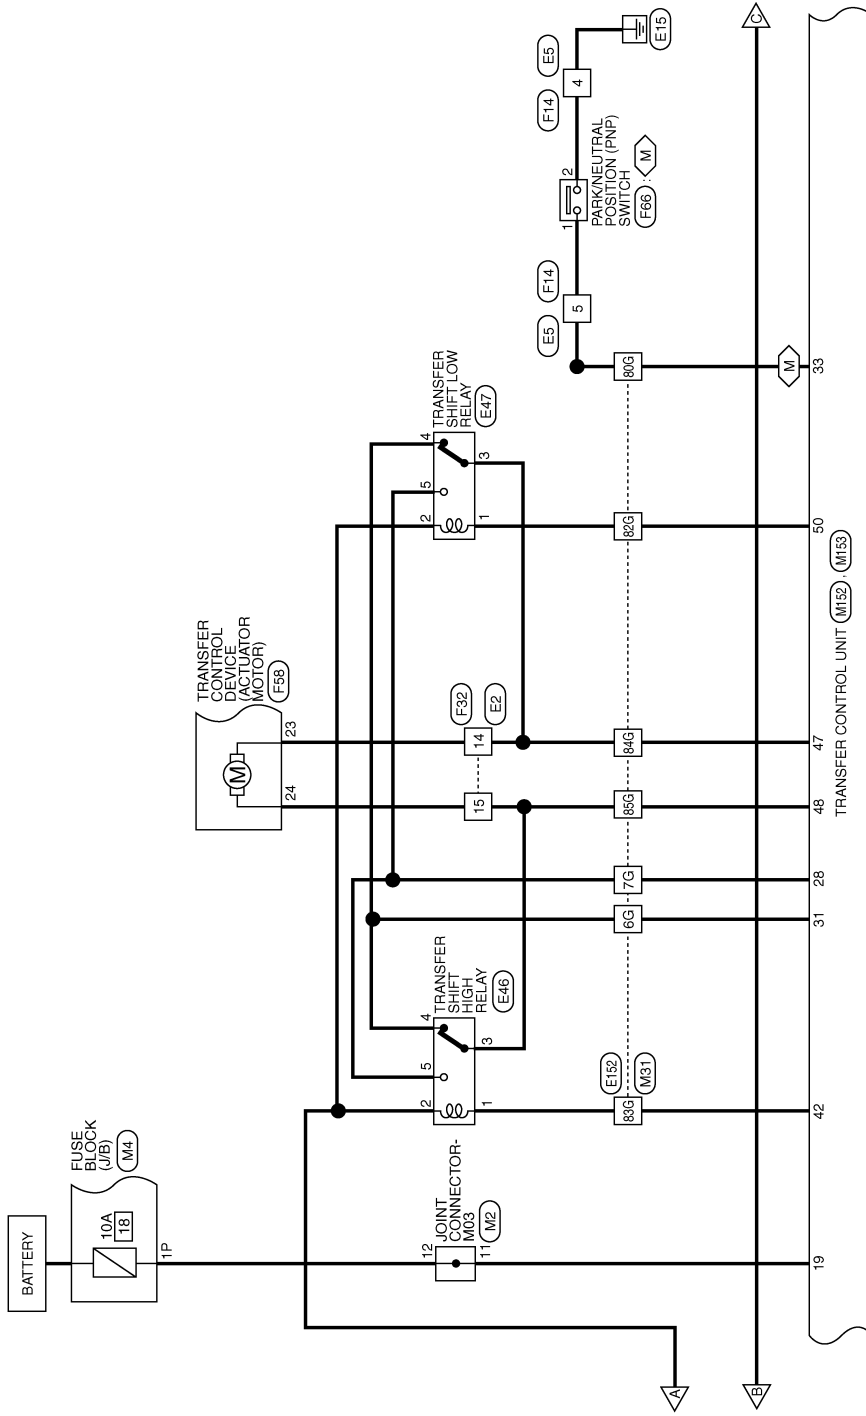 BATTERY
FUSE
BLOCK
(J/B)
M4
10A
18
1P
JOINT
CONNECTOR-
M03
M2
12
11
19
A
B
TRANSFER
SHIFT
HIGH
RELAY
E46
2
5
4
1
3
E152
M31
83G
42
6G
31
7G
28
TRANSFER
CONTROL
DEVICE
(ACTUATOR
MOTOR)
F58
M
24
23
15
14
F32
E2
85G
48
84G
47
TRANSFER CONTROL UNIT M152 , M153
TRANSFER
SHIFT LOW
RELAY
E47
2
5
4
1
3
82G
50
80G
M
33
E5
F14
5
1
2
PARK/NEUTRAL
POSITION (PNP)
SWITCH
F66 : M
F14
E5
4
E15
C